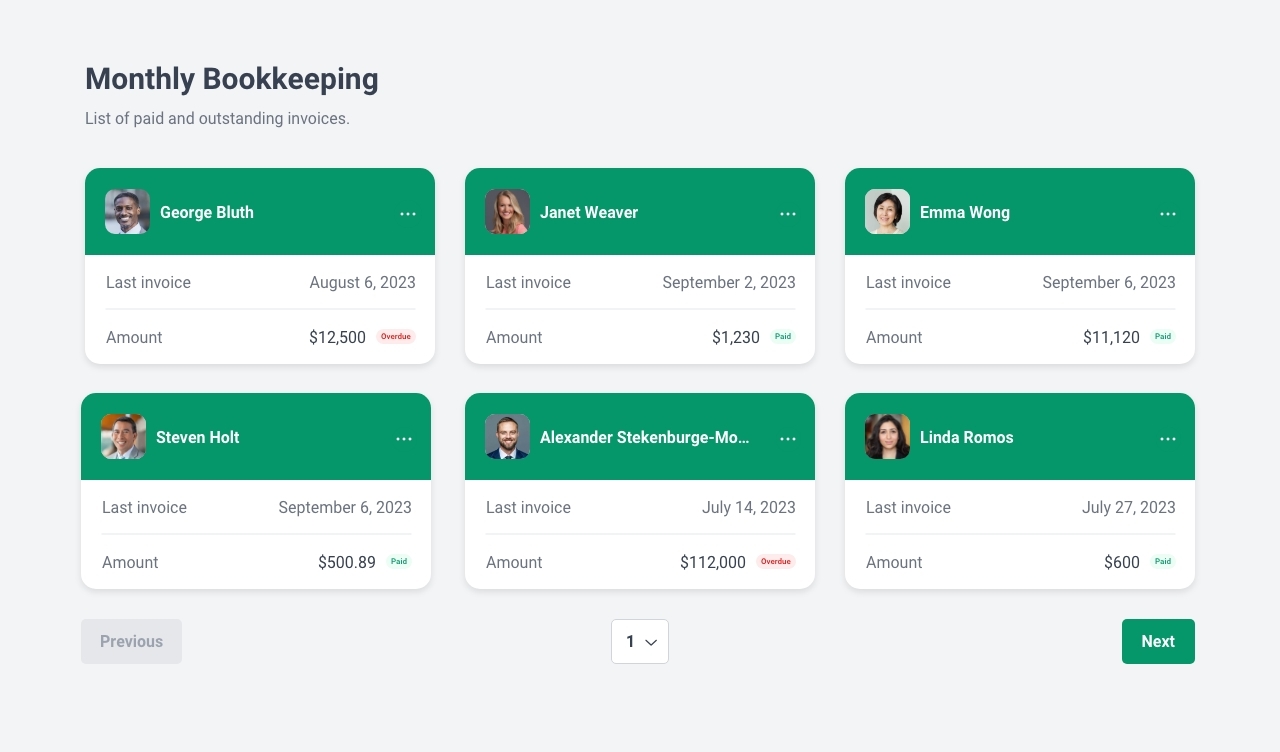 Monthly Bookkeeping
List of paid and outstanding invoices.
George Bluth
Last invoice August 6, 2023
Amount $12,500 Overdue
Janet Weaver
Last invoice September 2, 2023
Amount $1,230 Paid
Emma Wong
Last invoice September 6, 2023
Amount $11,120 Paid
Steven Holt
Last invoice September 6, 2023
Amount $500.89 Paid
Alexander Stekenburge-Mo...
Last invoice July 14, 2023
Amount $112,000 Overdue
Linda Romos
Last invoice July 27, 2023
Amount $600 Paid
Previous
1
Next